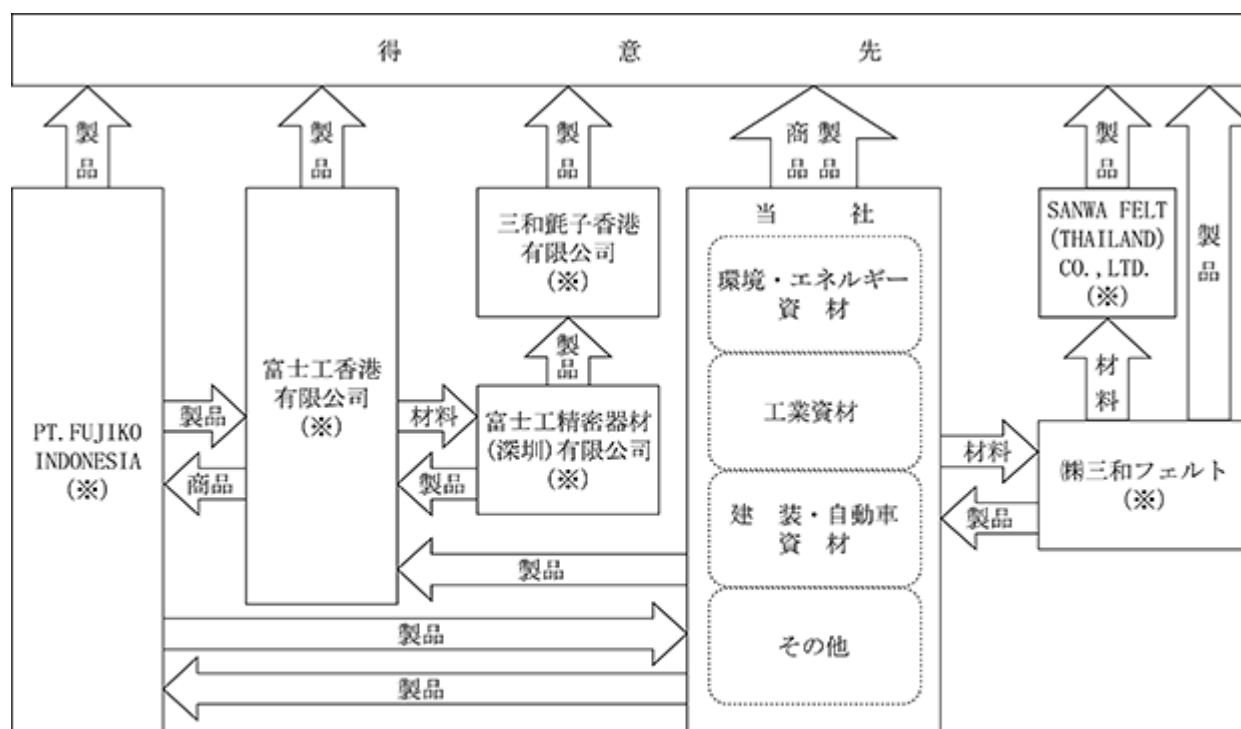 得意先
製品
製品
製品
商品
製品
製品
製品
三和氈子香港
有限公司
(※)
当社
SANWA FELT
(THAILAND)
CO.,LTD.
(※)
環境・エネルギー
資材
製品
材料
富士工香港
有限公司
(※)
工業資材
製品
材料
富士工精密器材
(深圳)有限公司
(※)
PT.FUJIKO
INDONESIA
(※)
商品
製品
材料
㈱三和フェルト
(※)
製品
建装・自動車
資材
製品
製品
その他
製品